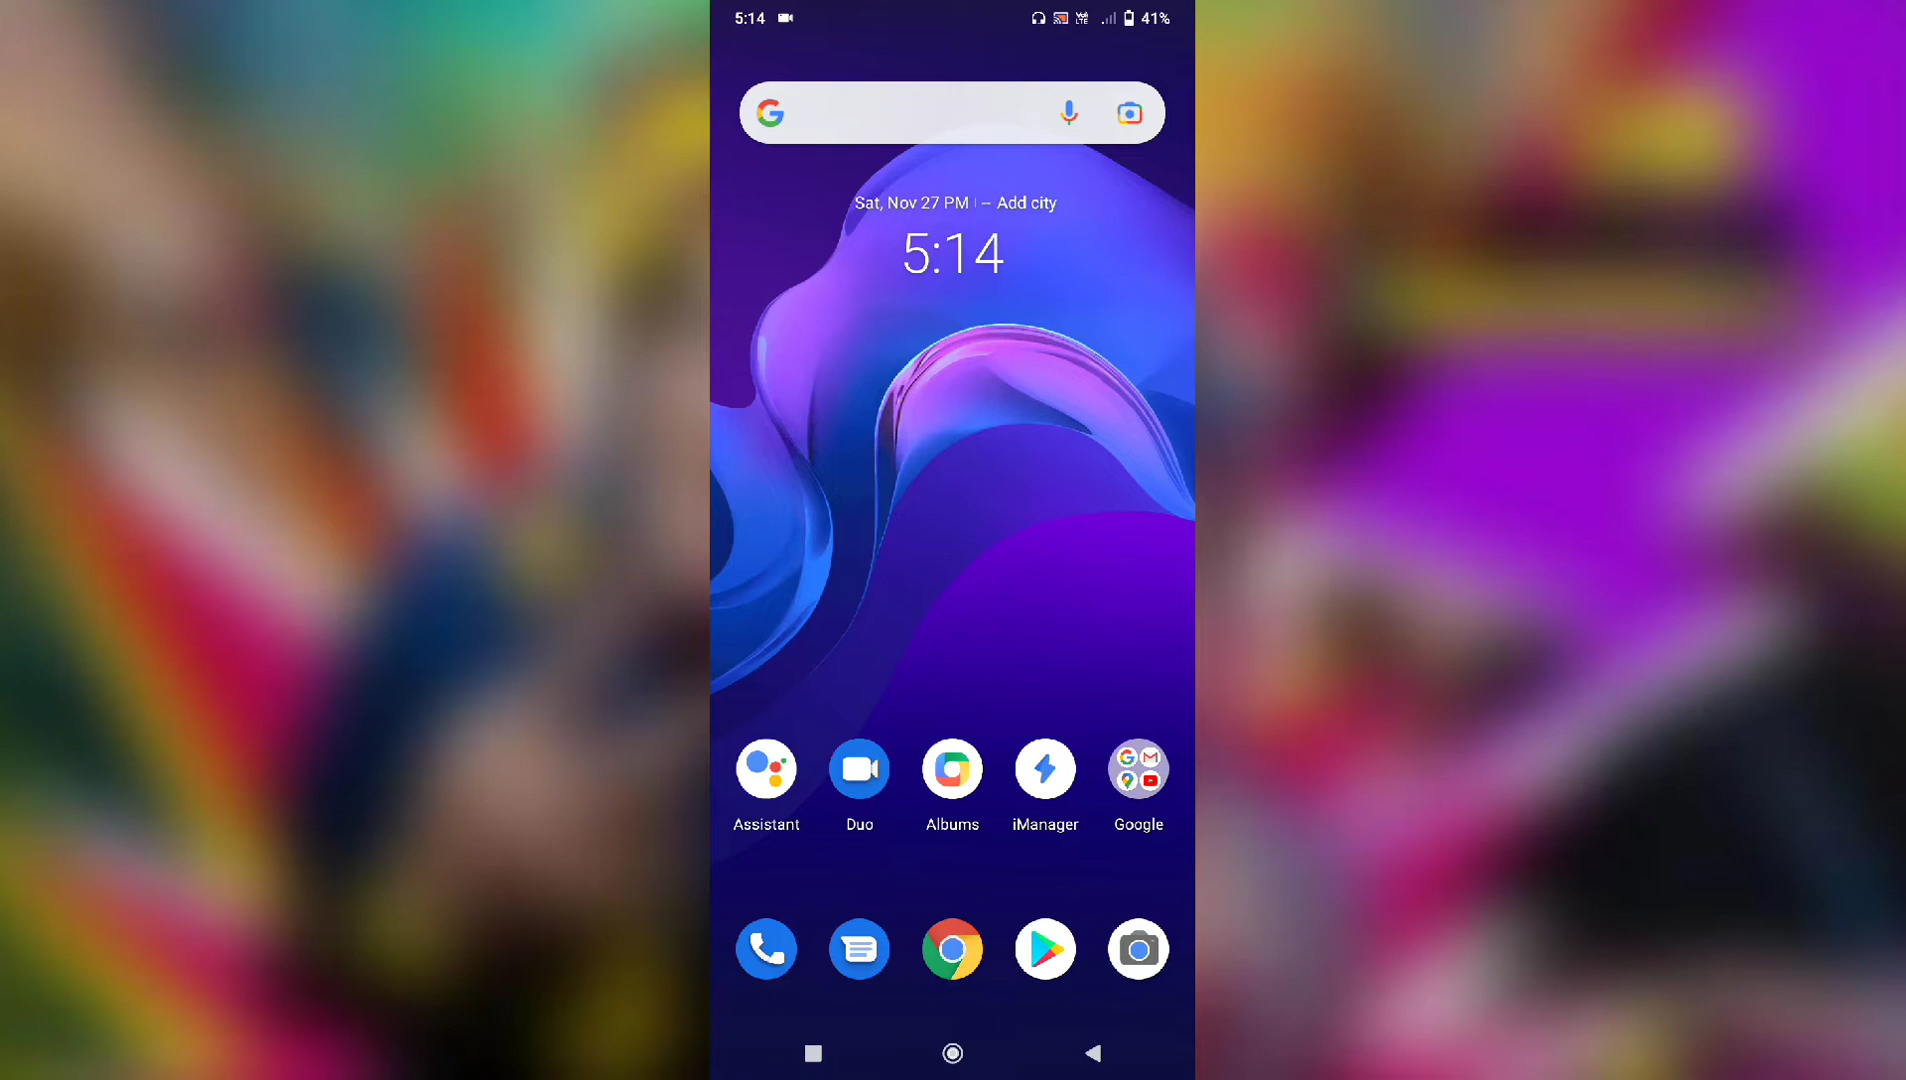 5:14 41%
Sat, Nov 27 PM | -- Add city
5:14
Assistant Duo Albums iManager Google